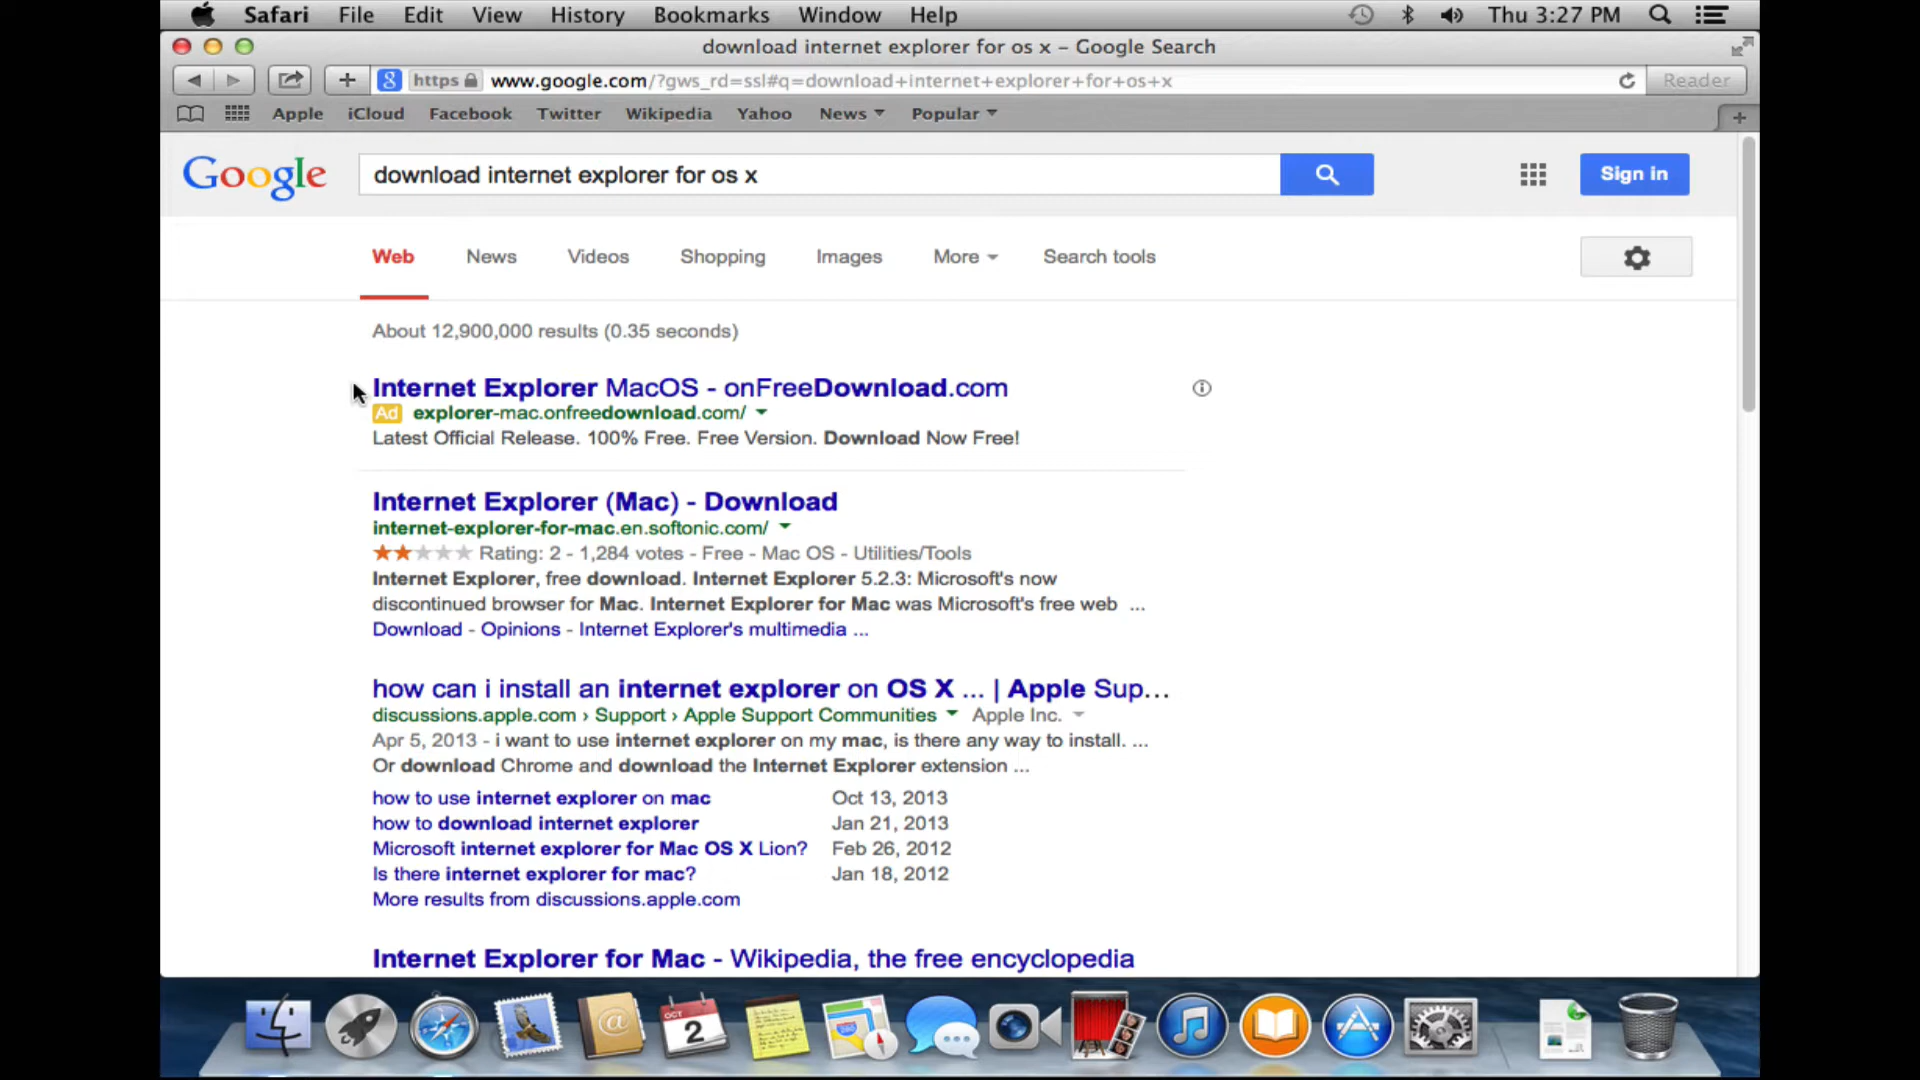 Safari File Edit View History Bookmarks Window Help Thu 3:27 PM
download internet explorer for os x – Google Search
https www.google.com/?gws_rd=ssl#q=download+internet+explorer+for+os+x Reader
Apple iCloud Facebook Twitter Wikipedia Yahoo News Popular
Google download internet explorer for os x Sign in
Web News Videos Shopping Images More Search tools
About 12,900,000 results (0.35 seconds)
Internet Explorer MacOS - onFreeDownload.com
Ad explorer-mac.onfreedownload.com/
Latest Official Release. 100% Free. Free Version. Download Now Free!
Internet Explorer (Mac) - Download
internet-explorer-for-mac.en.softonic.com/
Rating: 2 - 1,284 votes - Free - Mac OS - Utilities/Tools
Internet Explorer, free download. Internet Explorer 5.2.3: Microsoft's now
discontinued browser for Mac. Internet Explorer for Mac was Microsoft's free web ...
Download - Opinions - Internet Explorer's multimedia ...
how can i install an internet explorer on OS X ... | Apple Sup...
discussions.apple.com › Support › Apple Support Communities Apple Inc.
Apr 5, 2013 - i want to use internet explorer on my mac, is there any way to install. ...
Or download Chrome and download the Internet Explorer extension ...
how to use internet explorer on mac Oct 13, 2013
how to download internet explorer Jan 21, 2013
Microsoft internet explorer for Mac OS X Lion? Feb 26, 2012
Is there internet explorer for mac? Jan 18, 2012
More results from discussions.apple.com
Internet Explorer for Mac - Wikipedia, the free encyclopedia
OCT
2